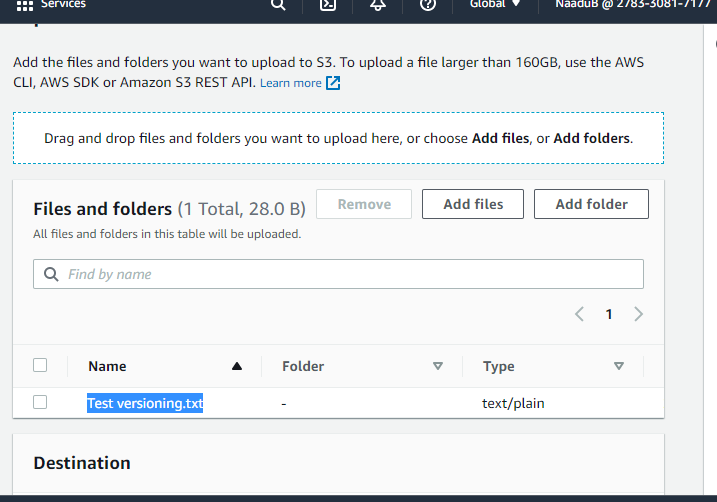 Services
Global
NaaduB @ 2783-3081-7177
Add the files and folders you want to upload to S3. To upload a file larger than 160GB, use the AWS
CLI, AWS SDK or Amazon S3 REST API. Learn more
Drag and drop files and folders you want to upload here, or choose Add files, or Add folders.
Files and folders (1 Total, 28.0 B)
Remove
Add files
Add folder
All files and folders in this table will be uploaded.
Find by name
1
Name
Folder
Type
Test versioning.txt
-
text/plain
Destination